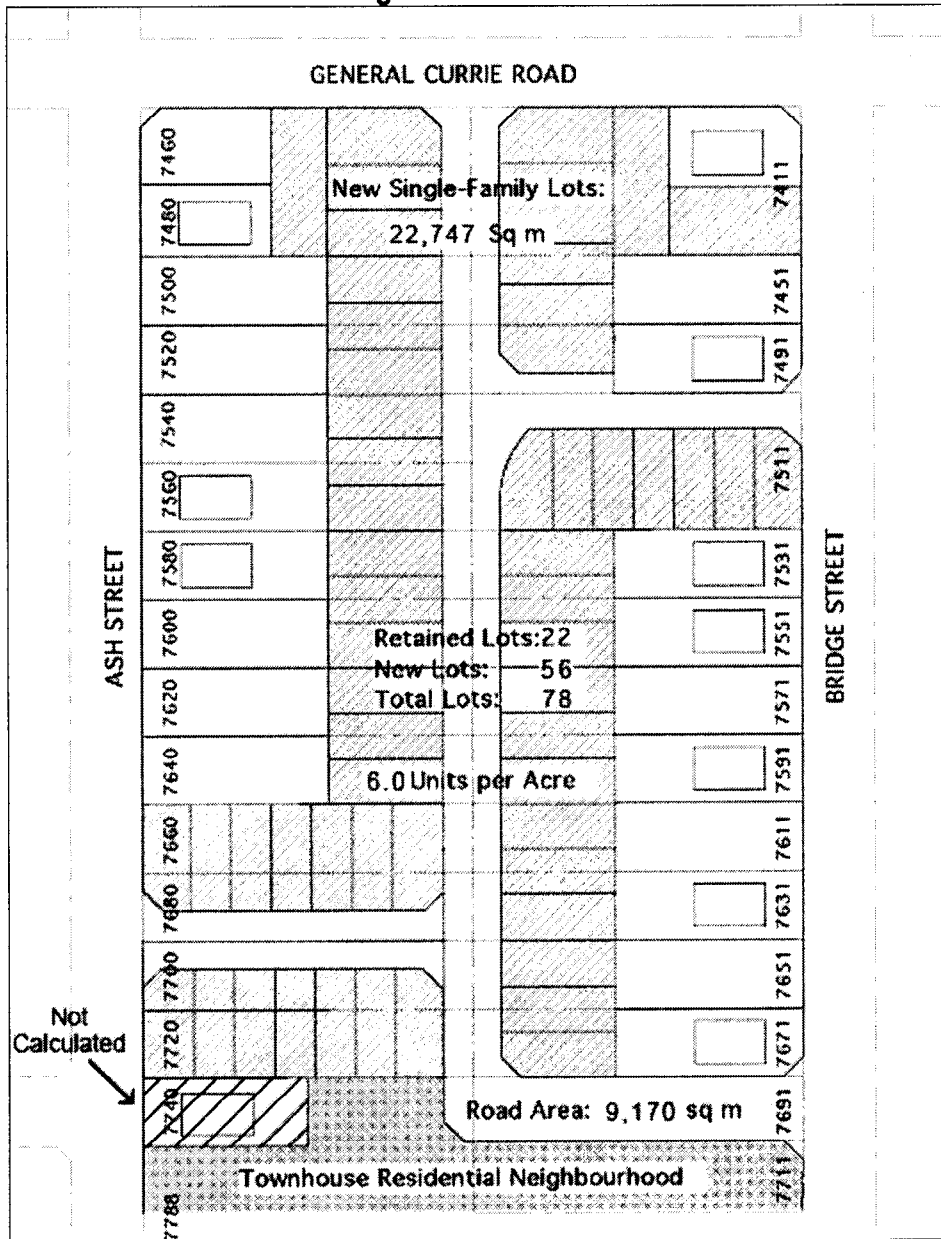 g
GENERAL CURRIE ROAD
7460
7480
7500
7520
7540
7560
7580
7600
7620
7640
7660
7680
7700
7720
7740
7788
ASH STREET
New Single-Family Lots:
22,747 Sq m
Retained Lots:22
New Lots: 56
Total Lots: 78
6.0 Units per Acre
7411
7451
7491
7511
7531
7551
7571
7591
7611
7631
7651
7671
7691
7711
BRIDGE STREET
Not
Calculated
Road Area: 9,170 sq m
Townhouse Residential Neighbourhood